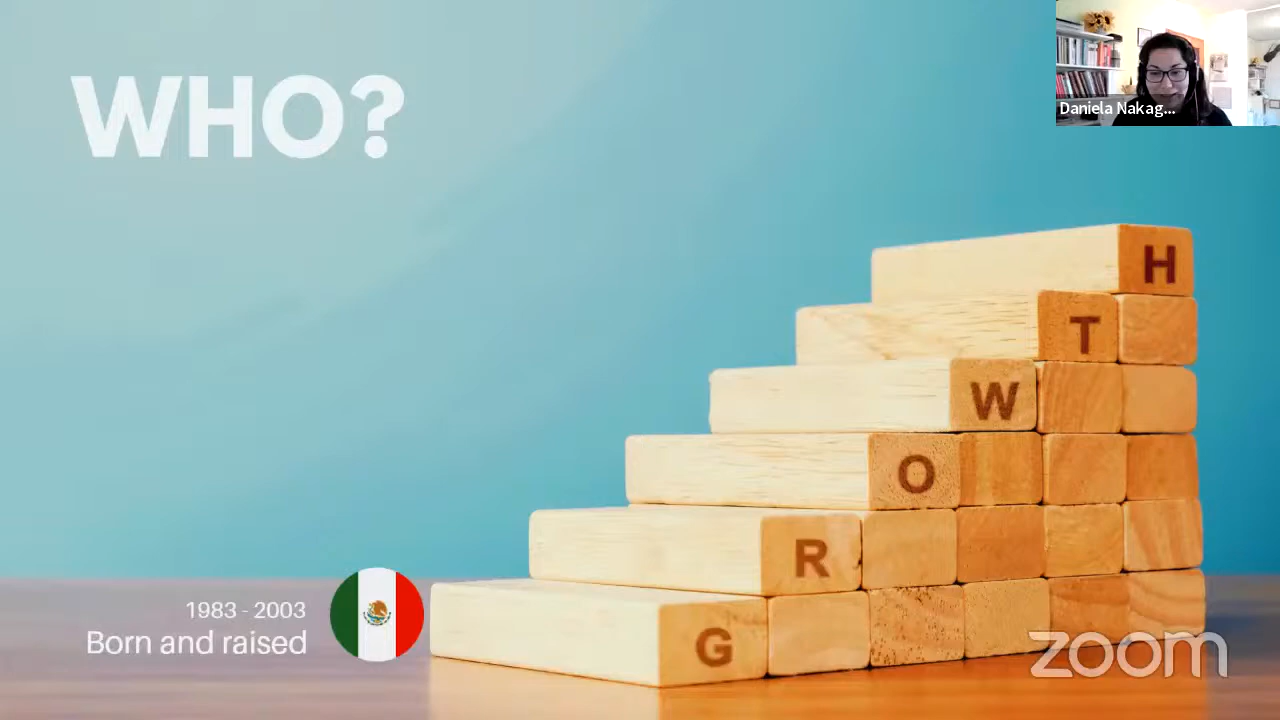 WHO?
Daniela Nakag...
H
T
W
O
R
G
1983 - 2003
Born and raised
zoom